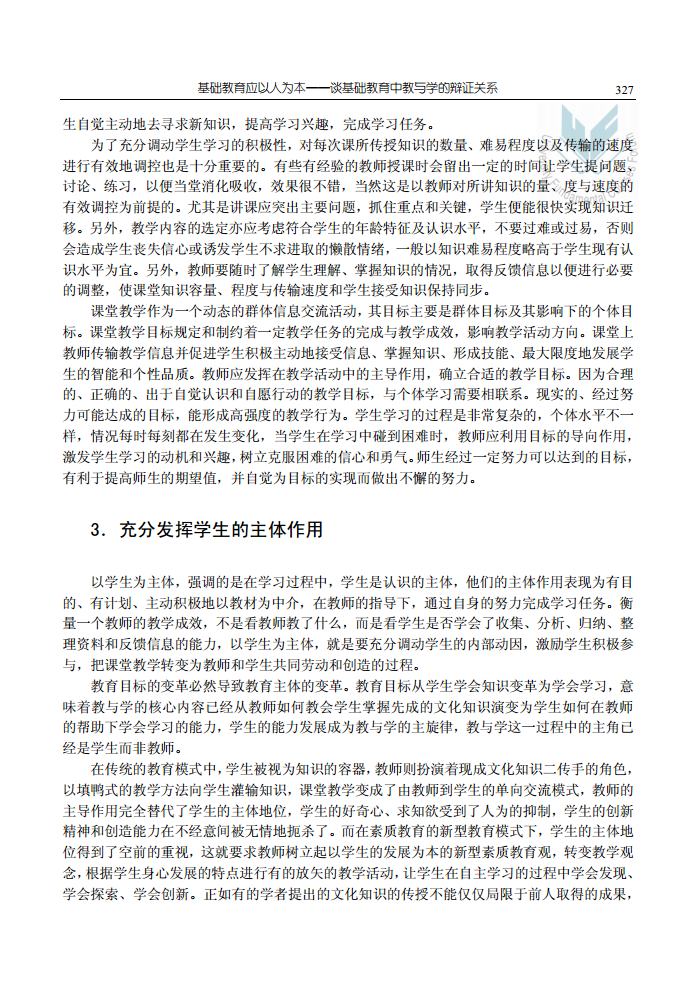 基础教育应以人为本——谈基础教育中教与学的辩证关系 327
生自觉主动地去寻求新知识，提高学习兴趣，完成学习任务。
为了充分调动学生学习的积极性，对每次课所传授知识的数量、难易程度以及传输的速度
进行有效地调控也是十分重要的。有些有经验的教师授课时会留出一定的时间让学生提问题、
讨论、练习，以便当堂消化吸收，效果很不错，当然这是以教师对所讲知识的量、度与速度的
有效调控为前提的。尤其是讲课应突出主要问题，抓住重点和关键，学生便能很快实现知识迁
移。另外，教学内容的选定亦应考虑符合学生的年龄特征及认识水平，不要过难或过易，否则
会造成学生丧失信心或诱发学生不求进取的懒散情绪，一般以知识难易程度略高于学生现有认
识水平为宜。另外，教师要随时了解学生理解、掌握知识的情况，取得反馈信息以便进行必要
的调整，使课堂知识容量、程度与传输速度和学生接受知识保持同步。
课堂教学作为一个动态的群体信息交流活动，其目标主要是群体目标及其影响下的个体目
标。课堂教学目标规定和制约着一定教学任务的完成与教学成效，影响教学活动方向。课堂上
教师传输教学信息并促进学生积极主动地接受信息、掌握知识、形成技能、最大限度地发展学
生的智能和个性品质。教师应发挥在教学活动中的主导作用，确立合适的教学目标。因为合理
的、正确的、出于自觉认识和自愿行动的教学目标，与个体学习需要相联系。现实的、经过努
力可能达成的目标，能形成高强度的教学行为。学生学习的过程是非常复杂的，个体水平不一
样，情况每时每刻都在发生变化，当学生在学习中碰到困难时，教师应利用目标的导向作用，
激发学生学习的动机和兴趣，树立克服困难的信心和勇气。师生经过一定努力可以达到的目标，
有利于提高师生的期望值，并自觉为目标的实现而做出不懈的努力。
3．充分发挥学生的主体作用
以学生为主体，强调的是在学习过程中，学生是认识的主体，他们的主体作用表现为有目
的、有计划、主动积极地以教材为中介，在教师的指导下，通过自身的努力完成学习任务。衡
量一个教师的教学成效，不是看教师教了什么，而是看学生是否学会了收集、分析、归纳、整
理资料和反馈信息的能力，以学生为主体，就是要充分调动学生的内部动因，激励学生积极参
与，把课堂教学转变为教师和学生共同劳动和创造的过程。
教育目标的变革必然导致教育主体的变革。教育目标从学生学会知识变革为学会学习，意
味着教与学的核心内容已经从教师如何教会学生掌握先成的文化知识演变为学生如何在教师
的帮助下学会学习的能力，学生的能力发展成为教与学的主旋律，教与学这一过程中的主角已
经是学生而非教师。
在传统的教育模式中，学生被视为知识的容器，教师则扮演着现成文化知识二传手的角色，
以填鸭式的教学方法向学生灌输知识，课堂教学变成了由教师到学生的单向交流模式，教师的
主导作用完全替代了学生的主体地位，学生的好奇心、求知欲受到了人为的抑制，学生的创新
精神和创造能力在不经意间被无情地扼杀了。而在素质教育的新型教育模式下，学生的主体地
位得到了空前的重视，这就要求教师树立起以学生的发展为本的新型素质教育观，转变教学观
念，根据学生身心发展的特点进行有的放矢的教学活动，让学生在自主学习的过程中学会发现、
学会探索、学会创新。正如有的学者提出的文化知识的传授不能仅仅局限于前人取得的成果，